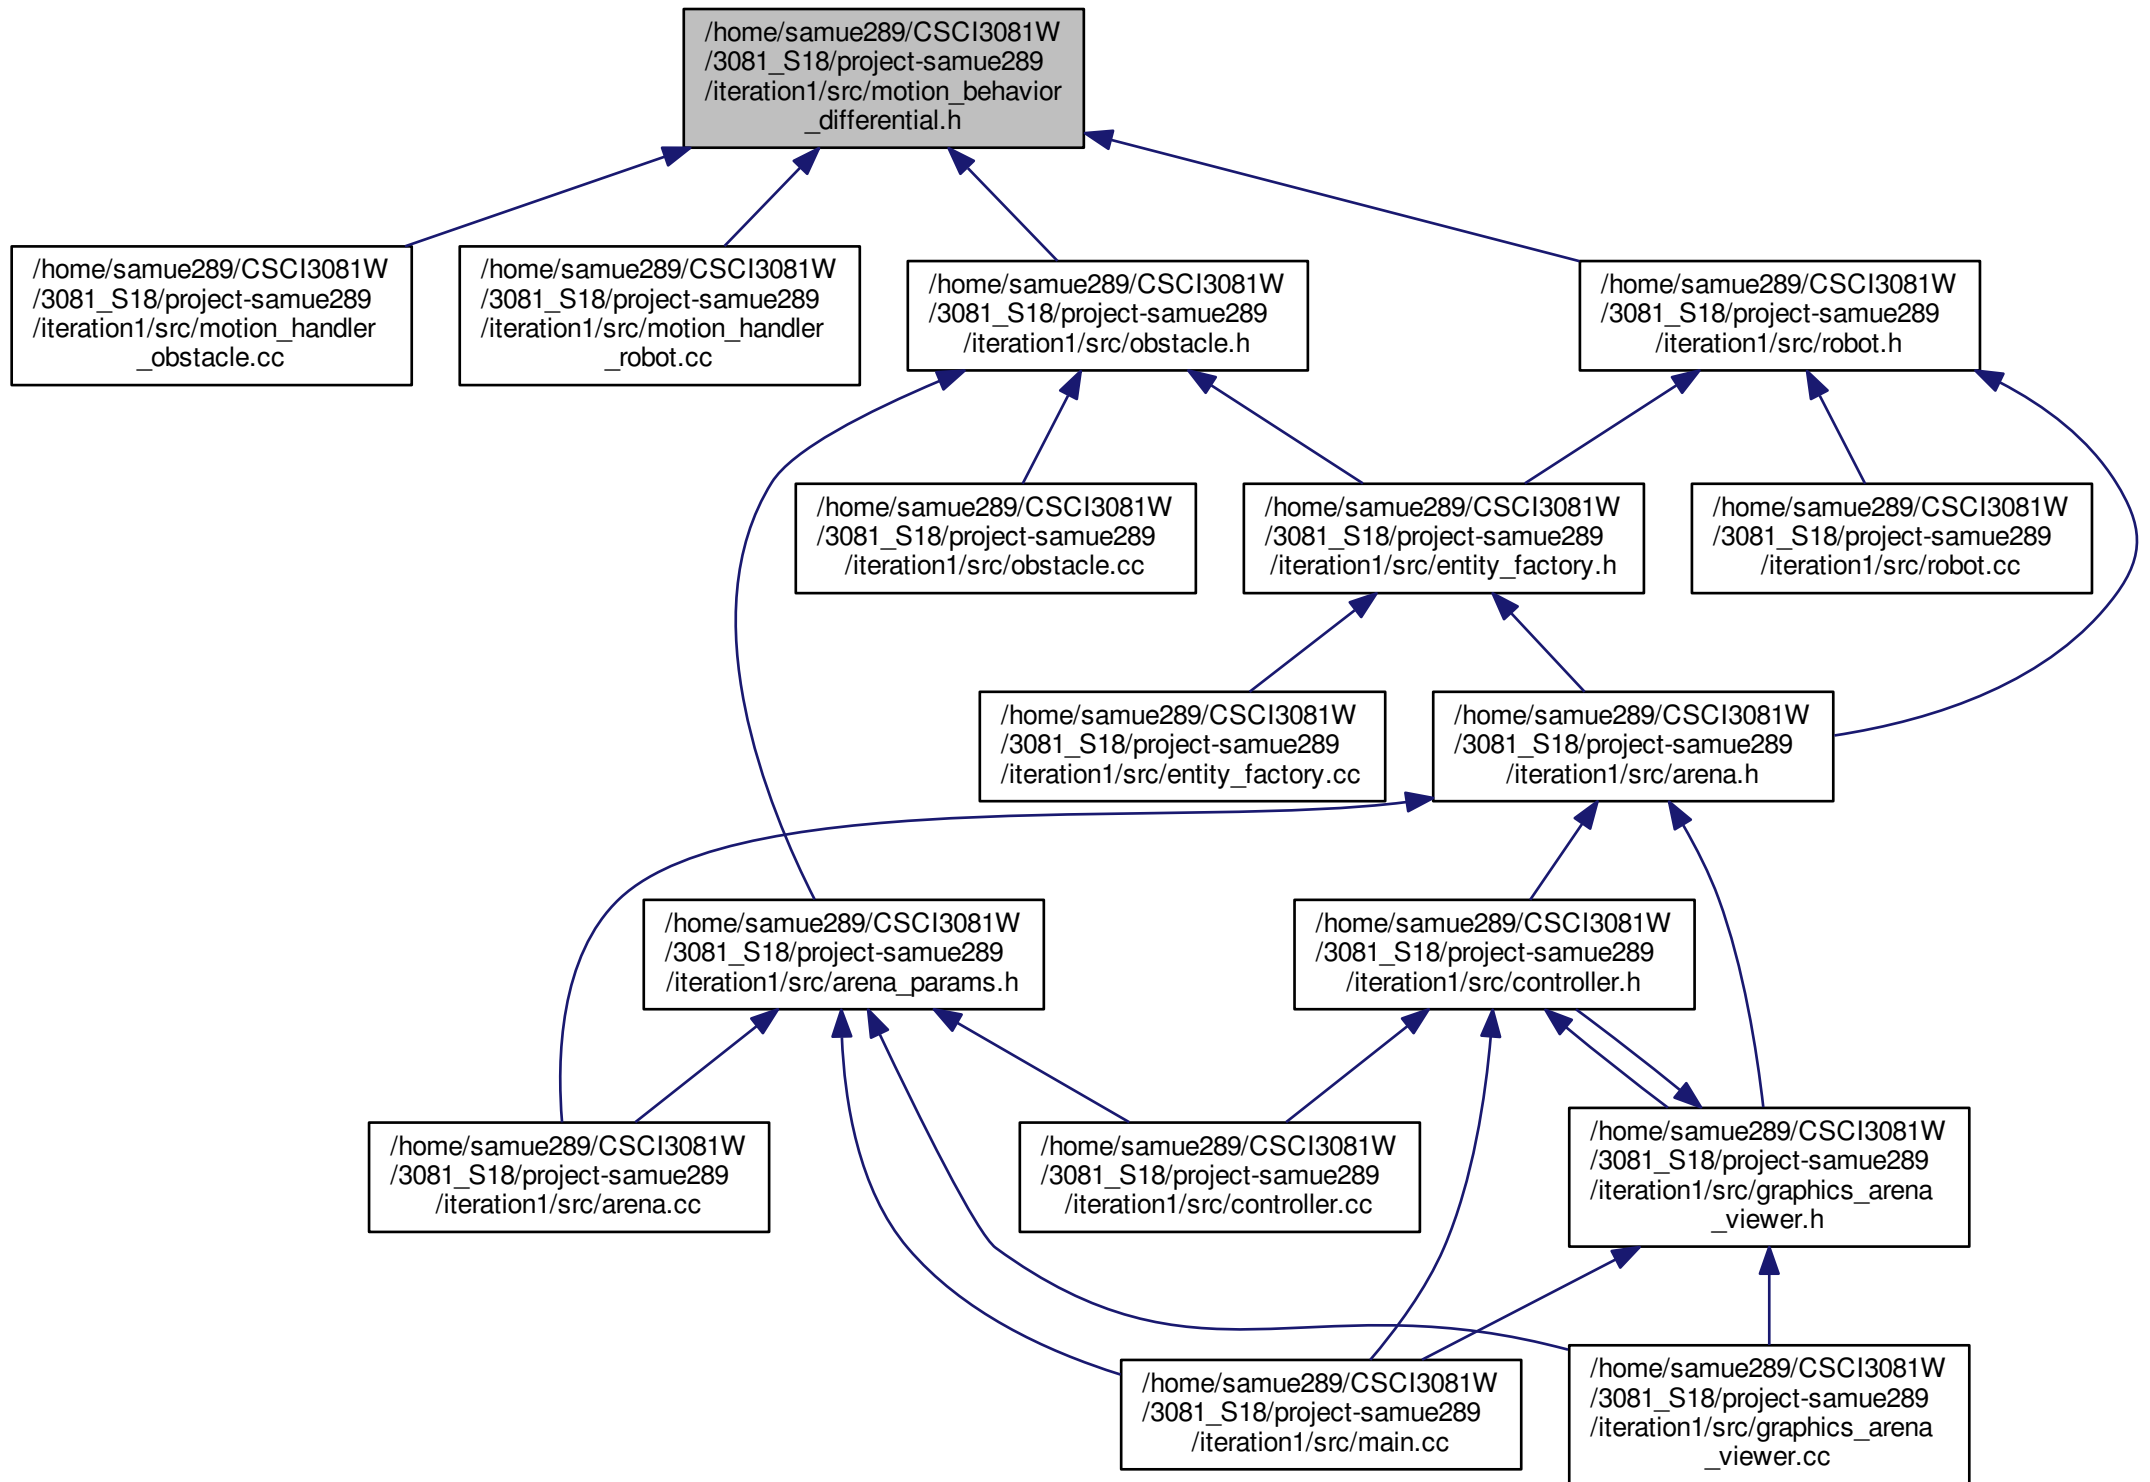 /home/samue289/CSCI3081W
/3081_S18/project-samue289
/iteration1/src/motion_behavior
_differential.h
/home/samue289/CSCI3081W
/3081_S18/project-samue289
/iteration1/src/motion_handler
_obstacle.cc
/home/samue289/CSCI3081W
/3081_S18/project-samue289
/iteration1/src/motion_handler
_robot.cc
/home/samue289/CSCI3081W
/3081_S18/project-samue289
/iteration1/src/obstacle.h
/home/samue289/CSCI3081W
/3081_S18/project-samue289
/iteration1/src/robot.h
/home/samue289/CSCI3081W
/3081_S18/project-samue289
/iteration1/src/obstacle.cc
/home/samue289/CSCI3081W
/3081_S18/project-samue289
/iteration1/src/entity_factory.h
/home/samue289/CSCI3081W
/3081_S18/project-samue289
/iteration1/src/robot.cc
/home/samue289/CSCI3081W
/3081_S18/project-samue289
/iteration1/src/entity_factory.cc
/home/samue289/CSCI3081W
/3081_S18/project-samue289
/iteration1/src/arena.h
/home/samue289/CSCI3081W
/3081_S18/project-samue289
/iteration1/src/arena_params.h
/home/samue289/CSCI3081W
/3081_S18/project-samue289
/iteration1/src/controller.h
/home/samue289/CSCI3081W
/3081_S18/project-samue289
/iteration1/src/arena.cc
/home/samue289/CSCI3081W
/3081_S18/project-samue289
/iteration1/src/controller.cc
/home/samue289/CSCI3081W
/3081_S18/project-samue289
/iteration1/src/graphics_arena
_viewer.h
/home/samue289/CSCI3081W
/3081_S18/project-samue289
/iteration1/src/main.cc
/home/samue289/CSCI3081W
/3081_S18/project-samue289
/iteration1/src/graphics_arena
_viewer.cc